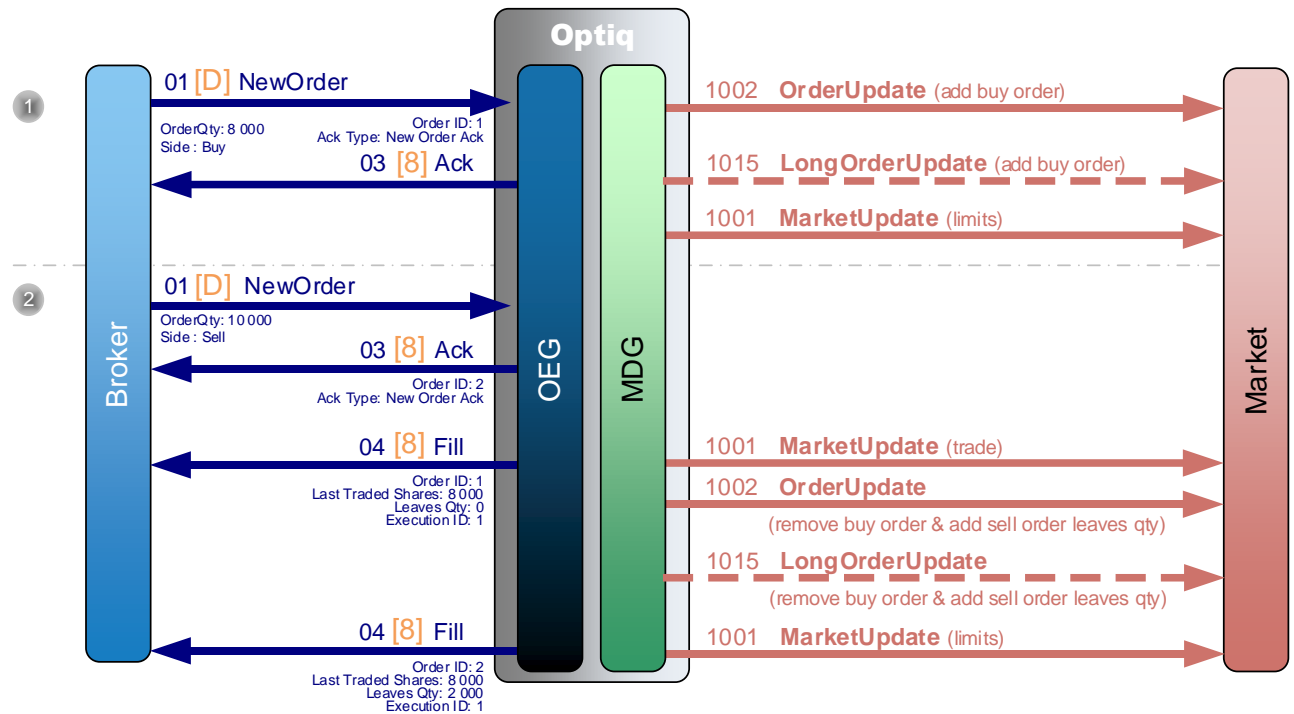 Optiq
Broker
OEG
MDG
Market
1
01 [D] NewOrder
OrderQty: 8 000
Side : Buy
Order ID: 1
Ack Type: New Order Ack
03 [8] Ack
1002 OrderUpdate (add buy order)
1015 LongOrderUpdate (add buy order)
1001 MarketUpdate (limits)
2
01 [D] NewOrder
OrderQty: 10 000
Side : Sell
03 [8] Ack
Order ID: 2
Ack Type: New Order Ack
04 [8] Fill
Order ID: 1
Last Traded Shares: 8 000
Leaves Qty: 0
Execution ID: 1
1001 MarketUpdate (trade)
1002 OrderUpdate
(remove buy order & add sell order leaves qty)
1015 LongOrderUpdate
(remove buy order & add sell order leaves qty)
04 [8] Fill
Order ID: 2
Last Traded Shares: 8 000
Leaves Qty: 2 000
Execution ID: 1
1001 MarketUpdate (limits)